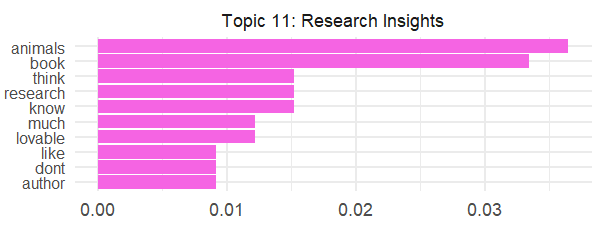 Topic 11: Research Insights
animals
book
think
research
know
much
lovable
like
dont
author
0.00 0.01 0.02 0.03